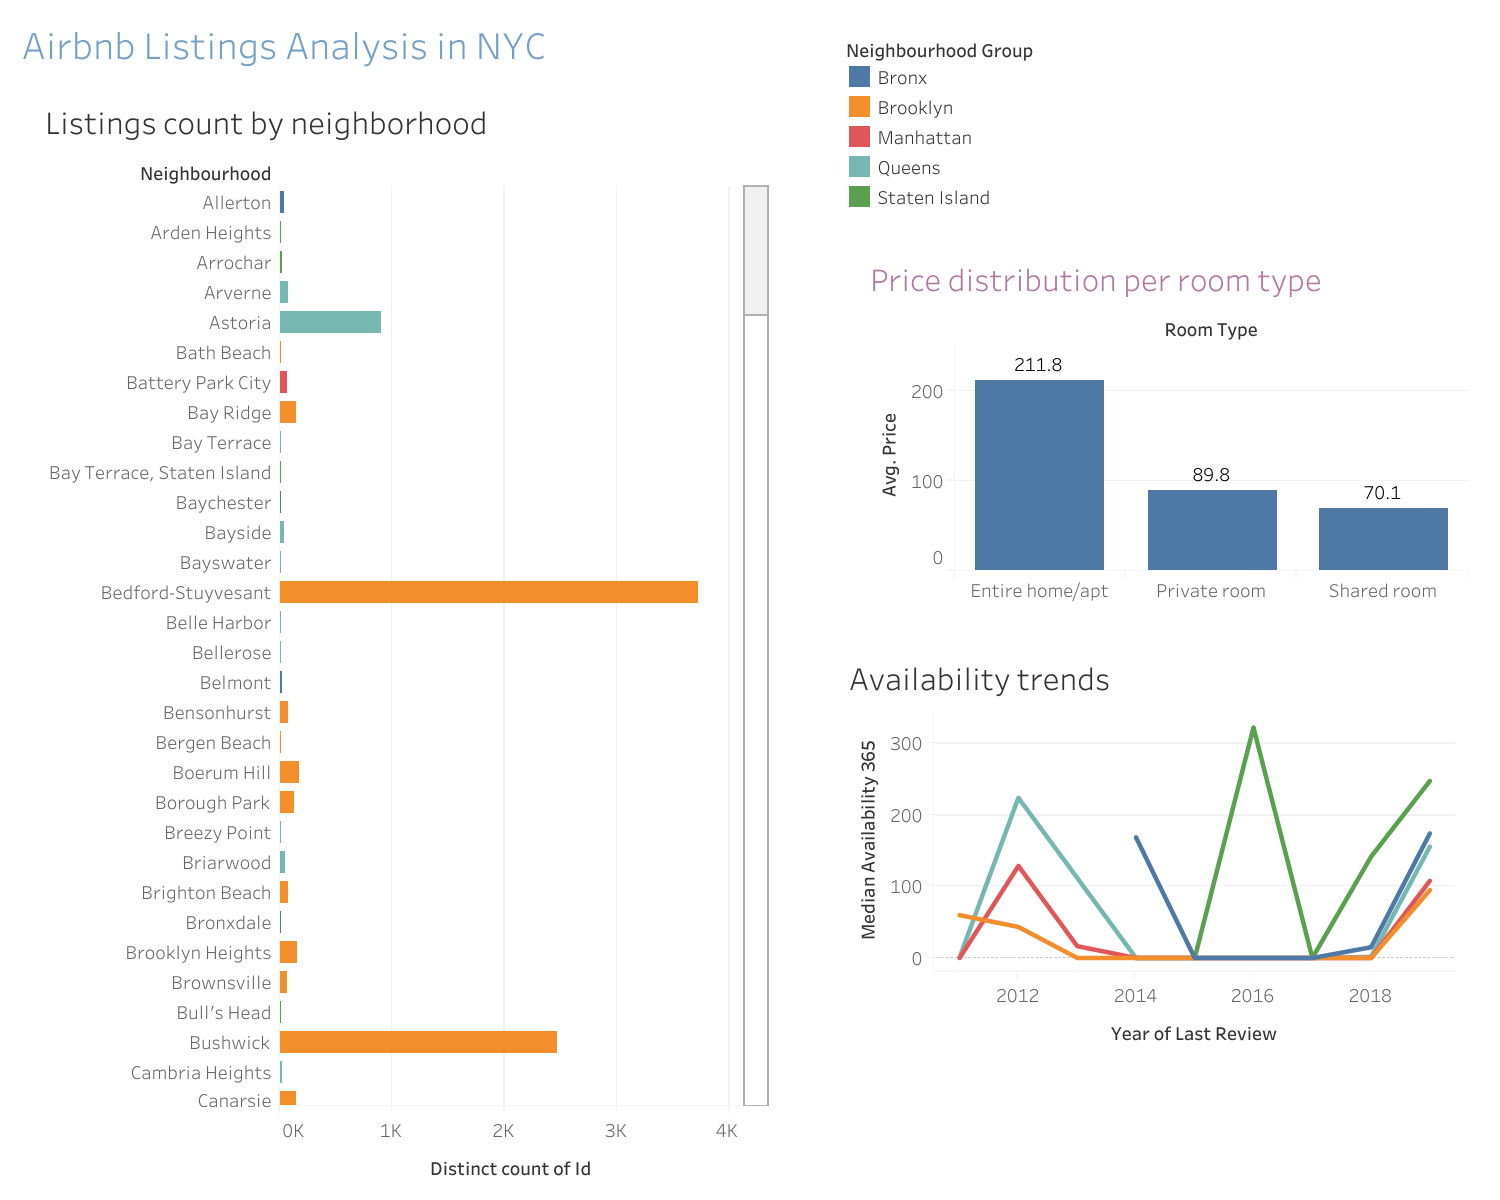 Airbnb Listings Analysis in NYC
Listings count by neighborhood
Neighbourhood
Allerton
Arden Heights
Arrochar
Arverne
Astoria
Bath Beach
Battery Park City
Bay Ridge
Bay Terrace
Bay Terrace, Staten Island
Baychester
Bayside
Bayswater
Bedford-Stuyvesant
Belle Harbor
Bellerose
Belmont
Bensonhurst
Bergen Beach
Boerum Hill
Borough Park
Breezy Point
Briarwood
Brighton Beach
Bronxdale
Brooklyn Heights
Brownsville
Bull's Head
Bushwick
Cambria Heights
Canarsie
0K 1K 2K 3K 4K
Distinct count of Id
Neighbourhood Group
Bronx
Brooklyn
Manhattan
Queens
Staten Island
Price distribution per room type
Room Type
Avg. Price
200
100
0
211.8
89.8
70.1
Entire home/apt Private room Shared room
Availability trends
Median Availability 365
300
200
100
0
2012 2014 2016 2018
Year of Last Review